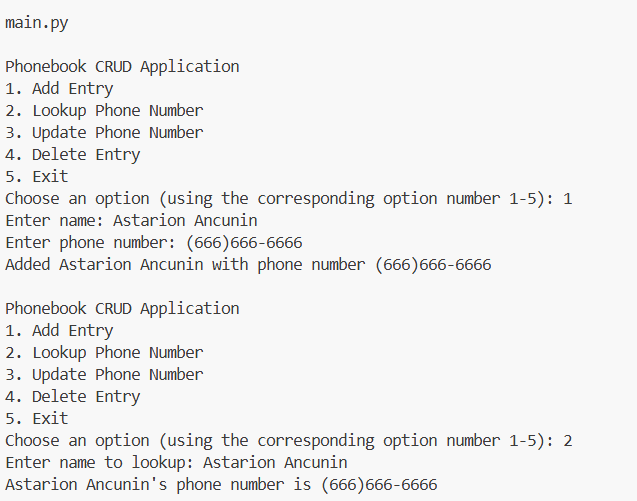 main.py
Phonebook CRUD Application
1. Add Entry
2. Lookup Phone Number
3. Update Phone Number
4. Delete Entry
5. Exit
Choose an option (using the corresponding option number 1-5): 1
Enter name: Astarion Ancunin
Enter phone number: (666)666-6666
Added Astarion Ancunin with phone number (666)666-6666
Phonebook CRUD Application
1. Add Entry
2. Lookup Phone Number
3. Update Phone Number
4. Delete Entry
5. Exit
Choose an option (using the corresponding option number 1-5): 2
Enter name to lookup: Astarion Ancunin
Astarion Ancunin's phone number is (666)666-6666